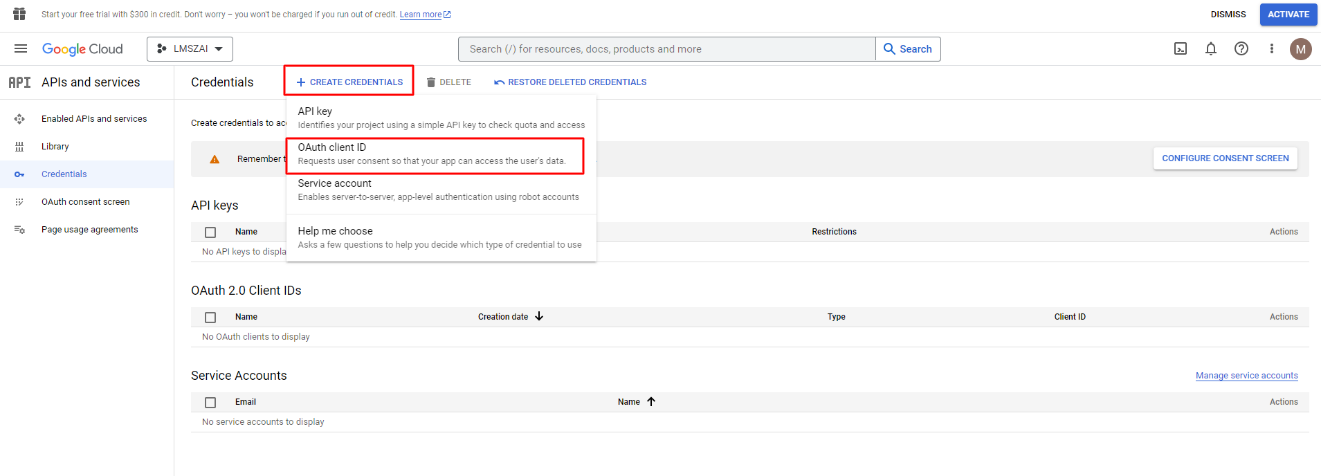 Start your free trial with $300 in credit. Don't worry – you won't be charged if you run out of credit. Learn more
DISMISS
ACTIVATE
Google Cloud
LMSZAI
Search (/) for resources, docs, products and more
Search
M
API
APIs and services
Credentials
CREATE CREDENTIALS
DELETE
RESTORE DELETED CREDENTIALS
Enabled APIs and services
Library
Credentials
OAuth consent screen
Page usage agreements
Create credentials to ac
API key
Identifies your project using a simple API key to check quota and access
OAuth client ID
Requests user consent so that your app can access the user's data.
Service account
Enables server-to-server, app-level authentication using robot accounts
Help me choose
Asks a few questions to help you decide which type of credential to use
Remember t
CONFIGURE CONSENT SCREEN
API keys
Name
Restrictions
Actions
No API keys to displa
OAuth 2.0 Client IDs
Name
Creation date
Type
Client ID
Actions
No OAuth clients to display
Service Accounts
Manage service accounts
Email
Name
Actions
No service accounts to display